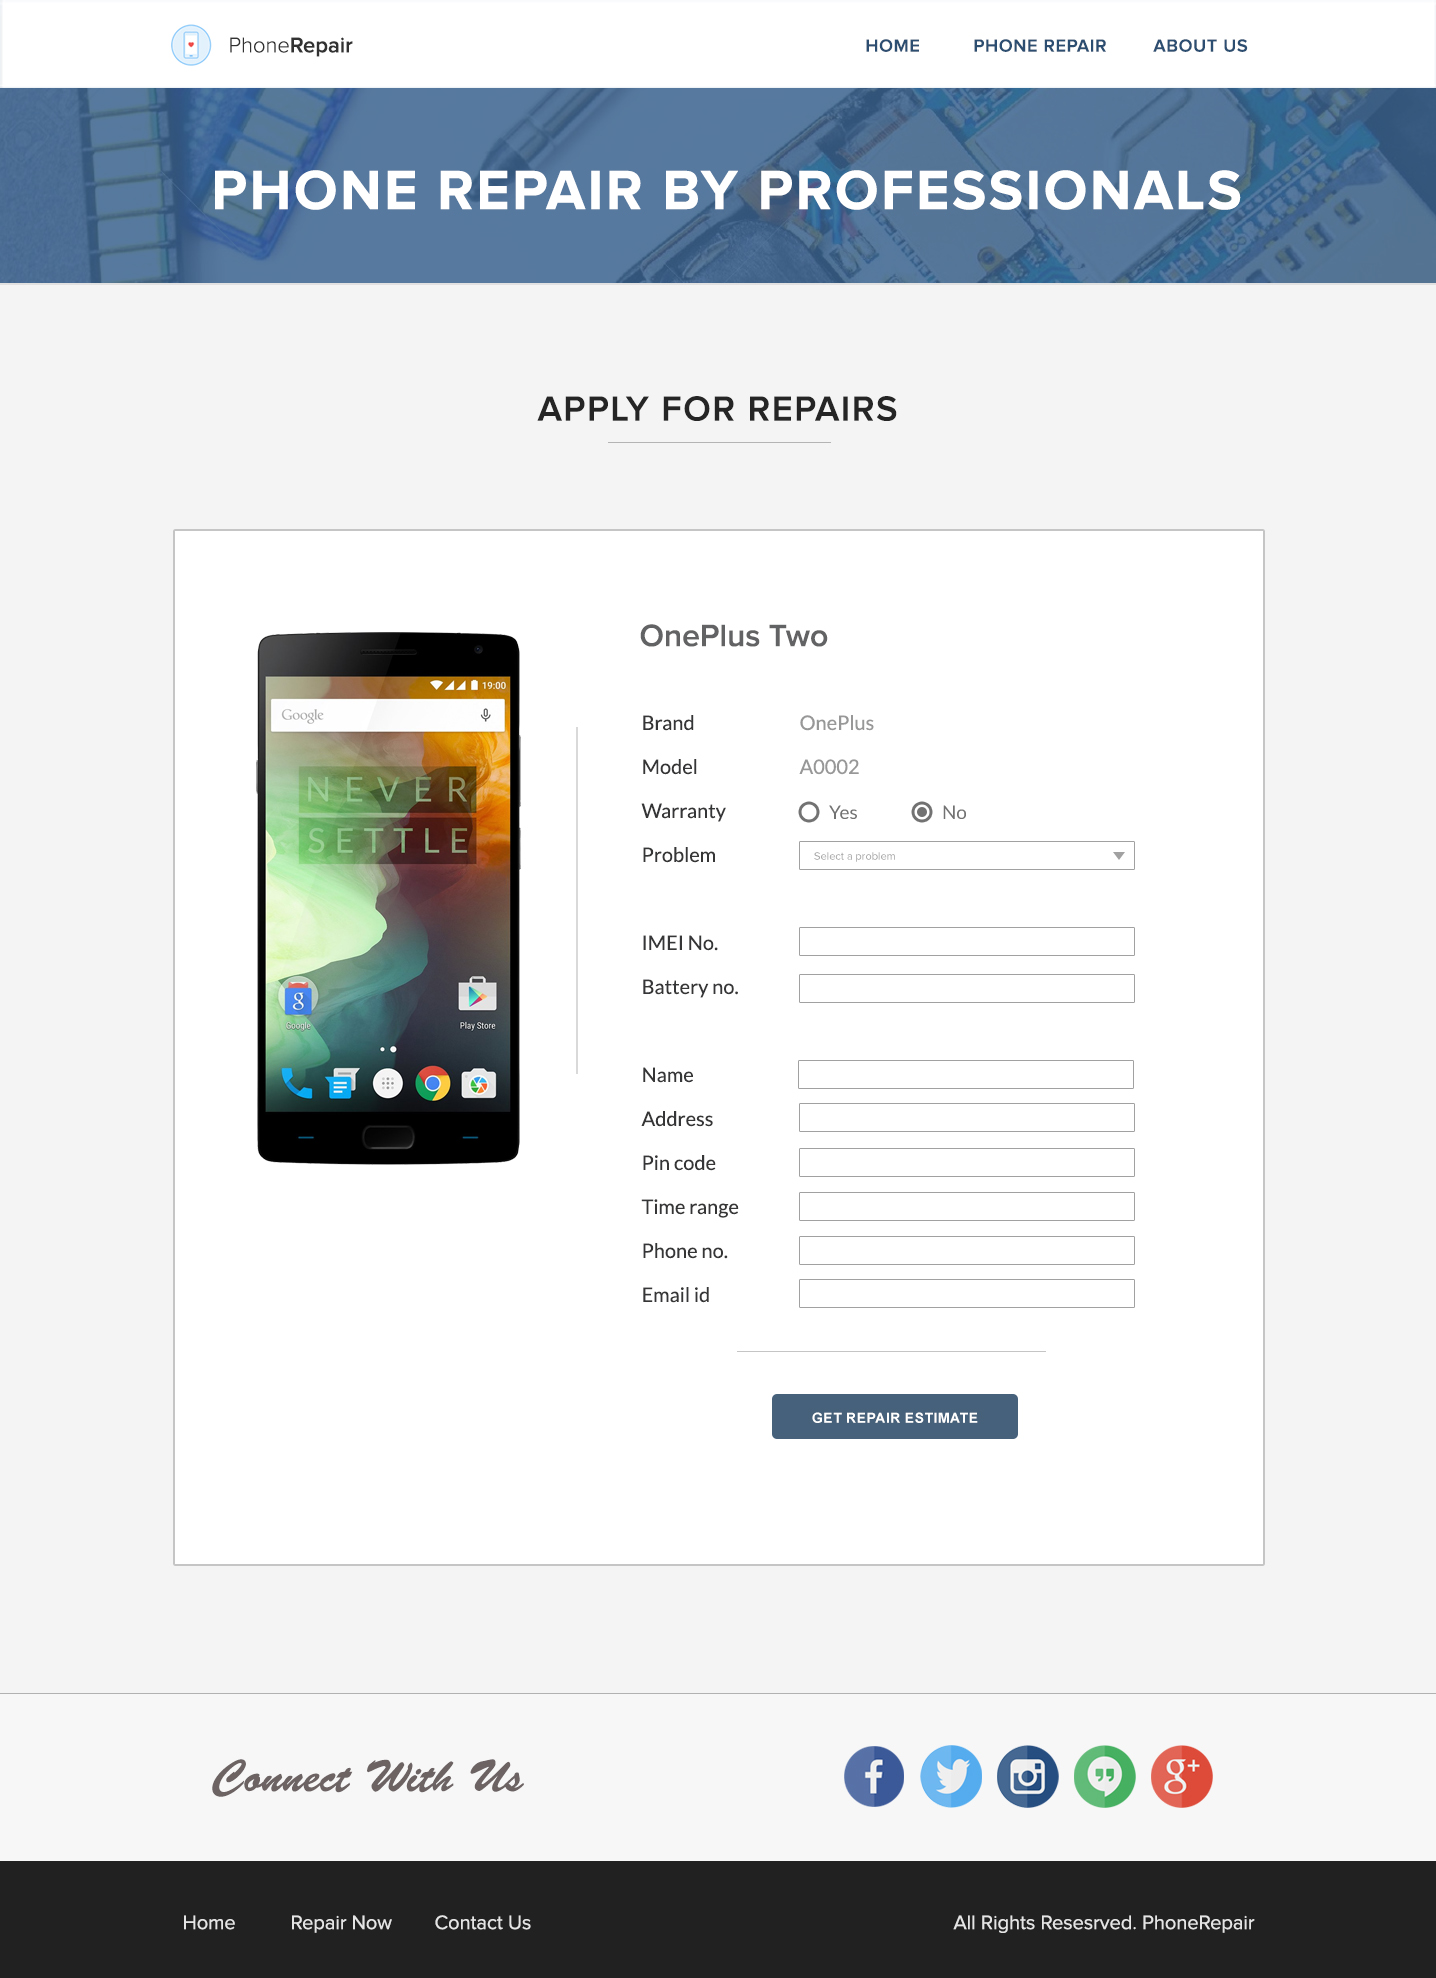 PhoneRepair
HOME PHONE REPAIR ABOUT US
PHONE REPAIR BY PROFESSIONALS
APPLY FOR REPAIRS
19:00
Google
NEVER
SETTLE
Google
Play Store
OnePlus Two
Brand OnePlus
Model A0002
Warranty Yes No
Problem Select a problem
IMEI No.
Battery no.
Name
Address
Pin code
Time range
Phone no.
Email id
GET REPAIR ESTIMATE
Connect With Us
Home Repair Now Contact Us All Rights Resesrved. PhoneRepair